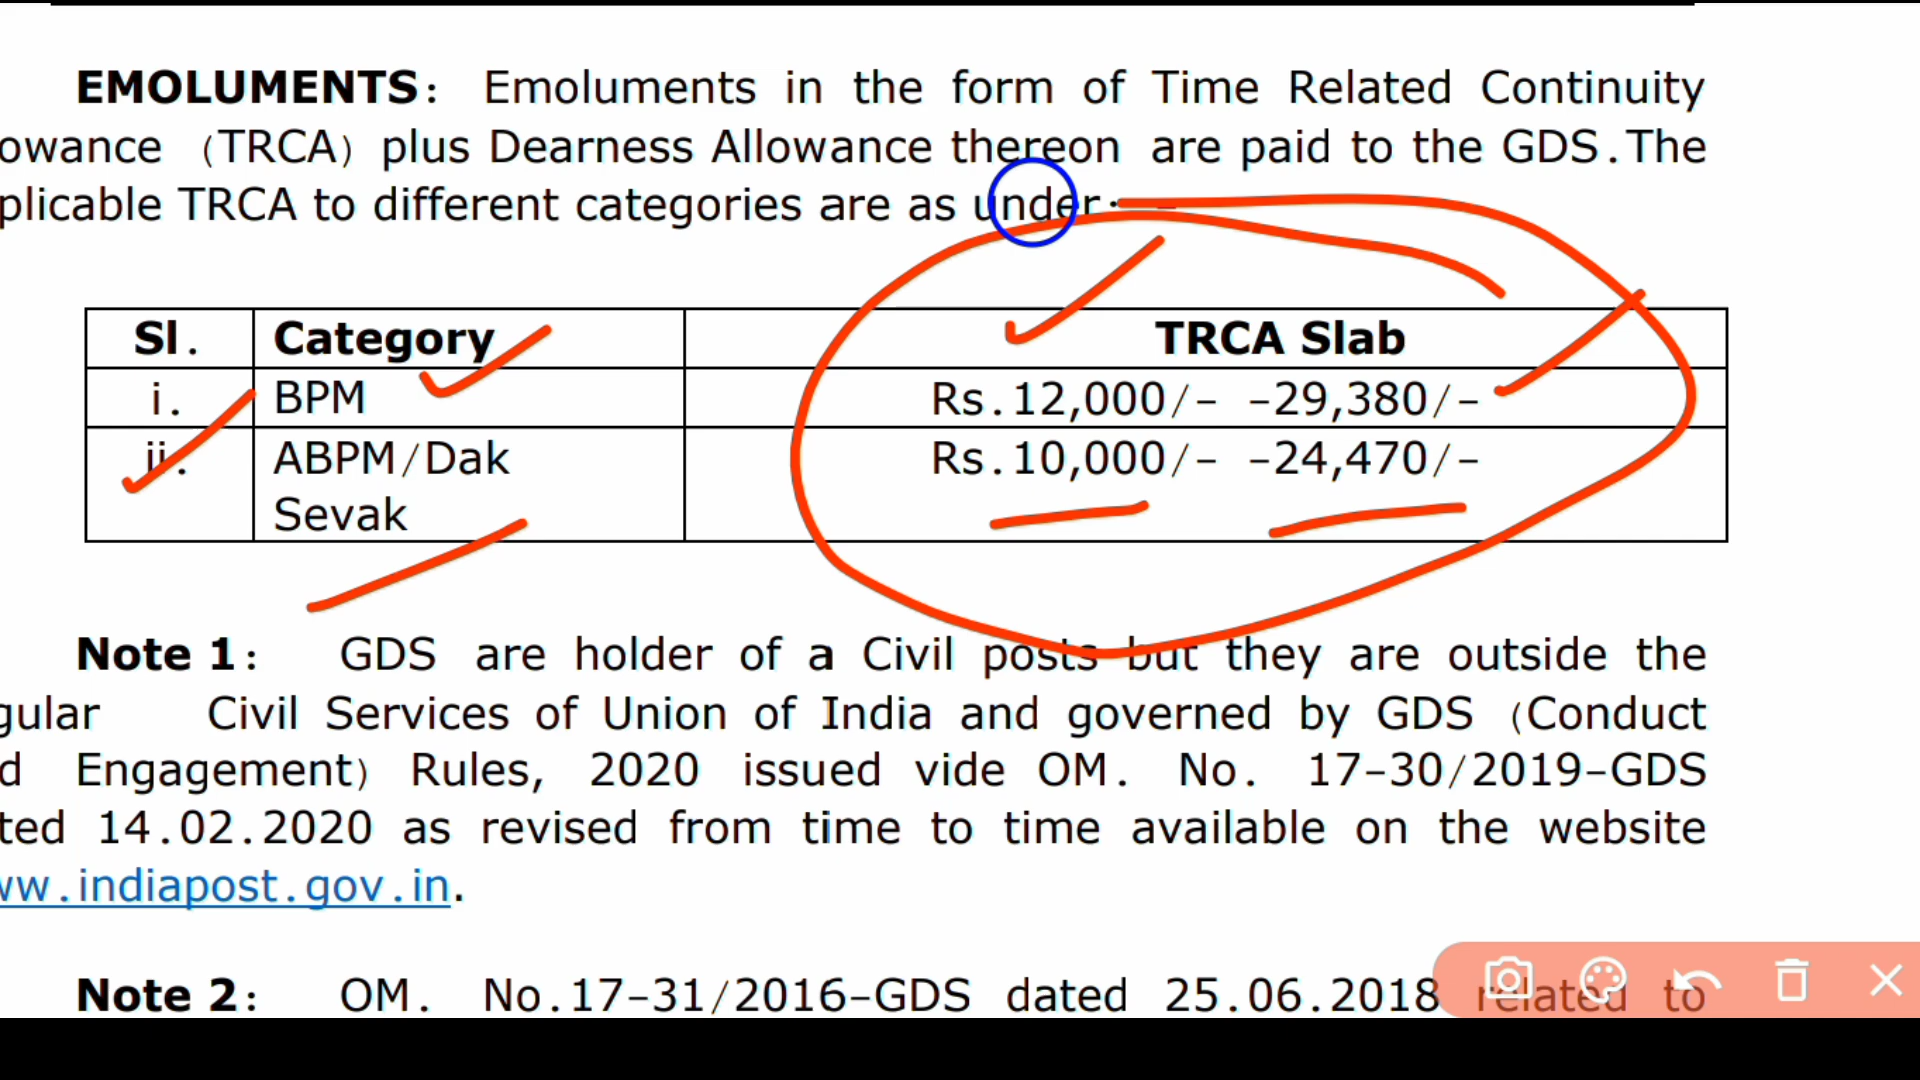 EMOLUMENTS: Emoluments in the form of Time Related Continuity
owance (TRCA) plus Dearness Allowance thereon are paid to the GDS.The
plicable TRCA to different categories are as under:
Sl. Category TRCA Slab
i. BPM Rs.12,000/- -29,380/-
ii. ABPM/Dak Rs.10,000/- -24,470/-
Sevak
Note 1: GDS are holder of a Civil posts but they are outside the
gular Civil Services of Union of India and governed by GDS (Conduct
d Engagement) Rules, 2020 issued vide OM. No. 17-30/2019-GDS
ted 14.02.2020 as revised from time to time available on the website
ww.indiapost.gov.in.
Note 2: OM. No.17-31/2016-GDS dated 25.06.2018 related to